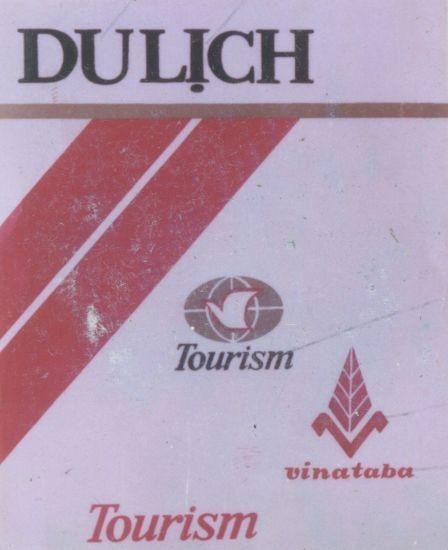 DU LỊCH
Tourism
vinataba
Tourism